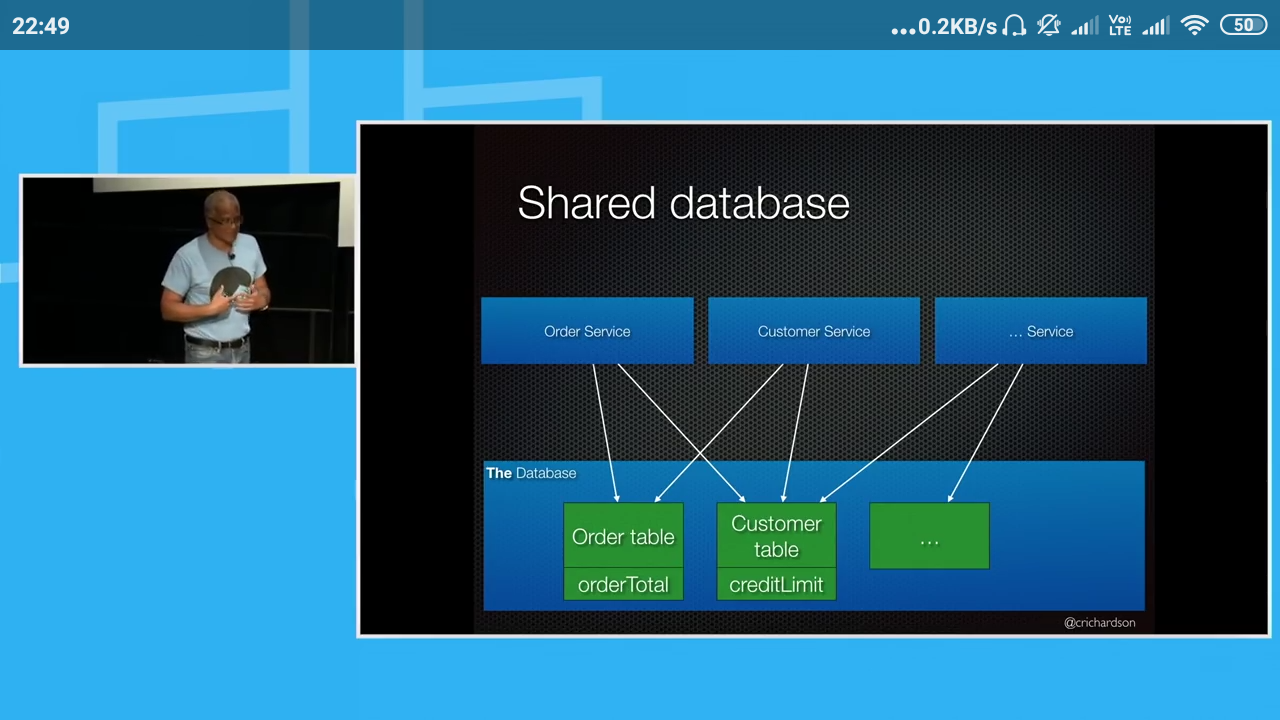 22:49
...0.2KB/s
Vo))
LTE
50
Shared database
Order Service
Customer Service
... Service
The Database
Order table
Customer
table
...
orderTotal
creditLimit
@crichardson